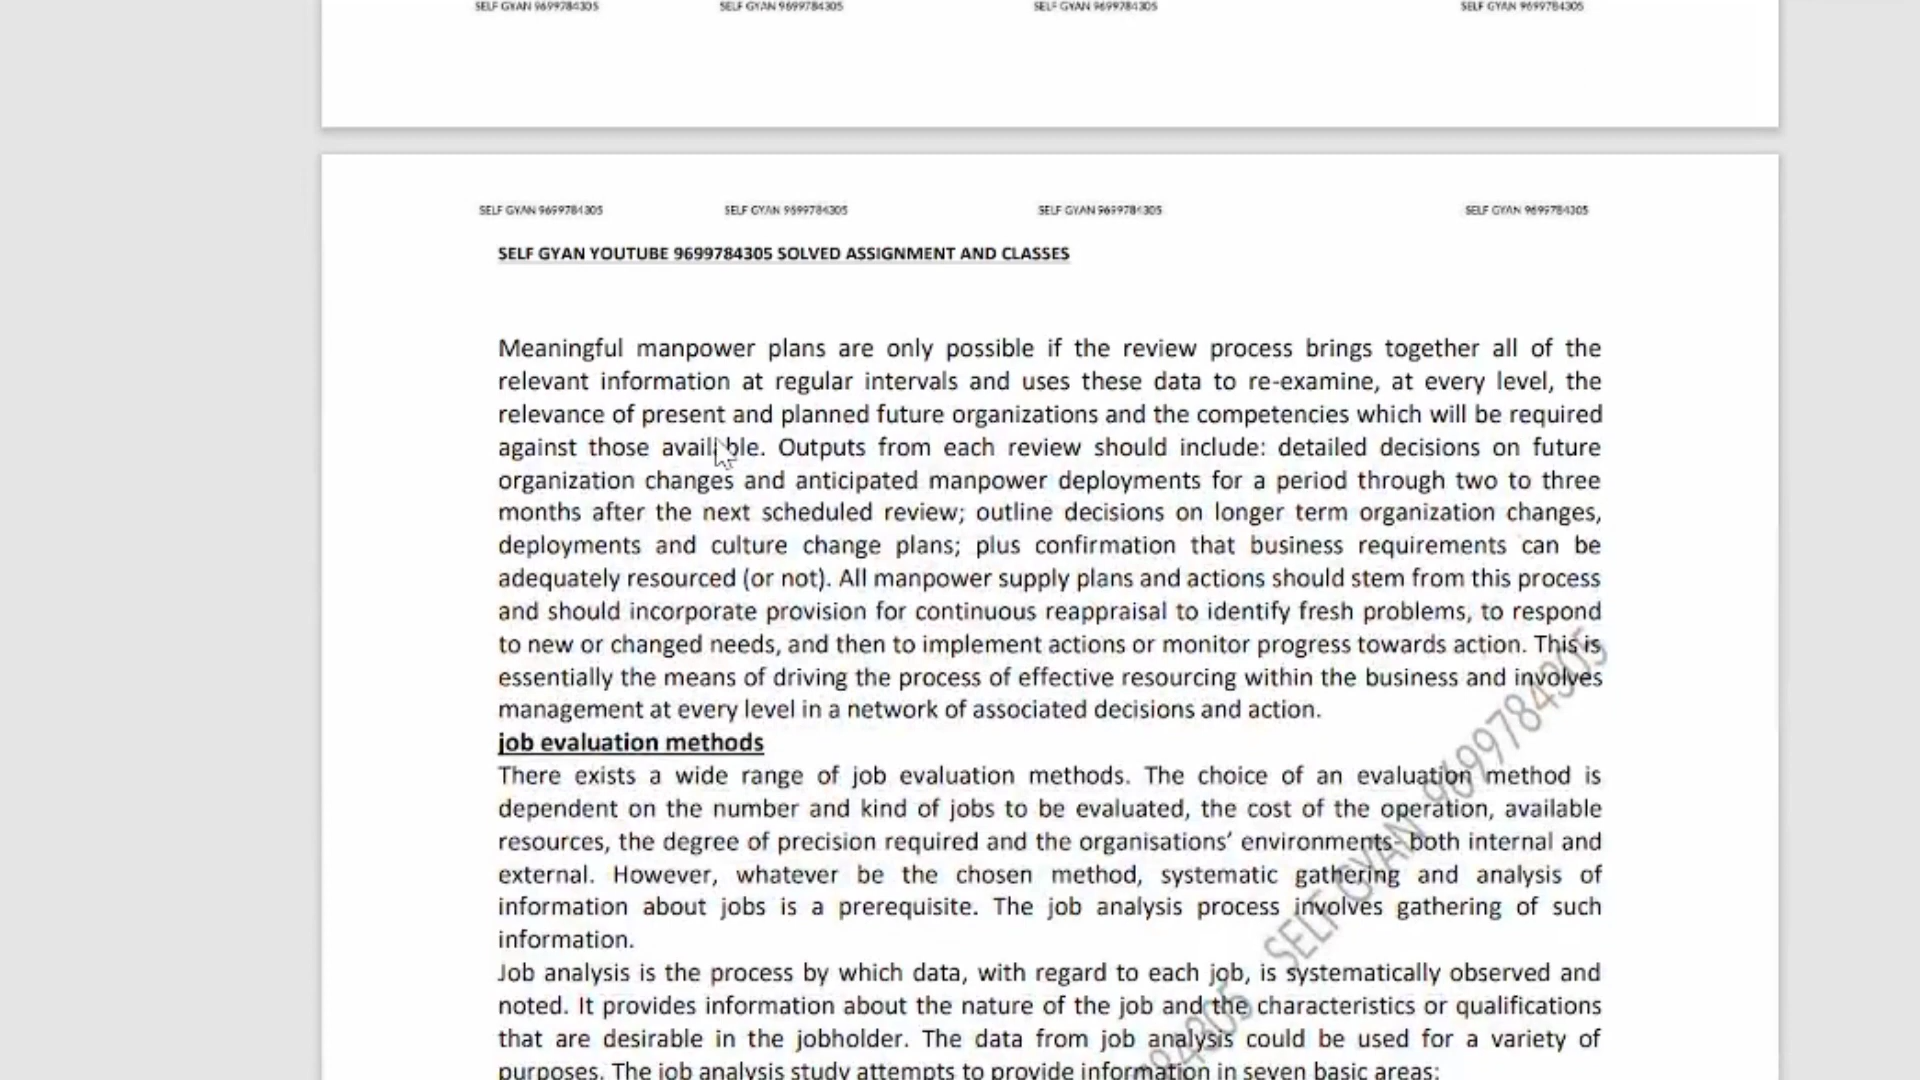 SELF GYAN 9699784305 SELF GYAN 9699784305 SELF GYAN 9699784305 SELF GYAN 9699784305
SELF GYAN 9699784305 SELF GYAN 9699784305 SELF GYAN 9699784305 SELF GYAN 9699784305
SELF GYAN YOUTUBE 9699784305 SOLVED ASSIGNMENT AND CLASSES
Meaningful manpower plans are only possible if the review process brings together all of the
relevant information at regular intervals and uses these data to re-examine, at every level, the
relevance of present and planned future organizations and the competencies which will be required
against those available. Outputs from each review should include: detailed decisions on future
organization changes and anticipated manpower deployments for a period through two to three
months after the next scheduled review; outline decisions on longer term organization changes,
deployments and culture change plans; plus confirmation that business requirements can be
adequately resourced (or not). All manpower supply plans and actions should stem from this process
and should incorporate provision for continuous reappraisal to identify fresh problems, to respond
to new or changed needs, and then to implement actions or monitor progress towards action. This is
essentially the means of driving the process of effective resourcing within the business and involves
management at every level in a network of associated decisions and action.
job evaluation methods
There exists a wide range of job evaluation methods. The choice of an evaluation method is
dependent on the number and kind of jobs to be evaluated, the cost of the operation, available
resources, the degree of precision required and the organisations' environments- both internal and
external. However, whatever be the chosen method, systematic gathering and analysis of
information about jobs is a prerequisite. The job analysis process involves gathering of such
information.
Job analysis is the process by which data, with regard to each job, is systematically observed and
noted. It provides information about the nature of the job and the characteristics or qualifications
that are desirable in the jobholder. The data from job analysis could be used for a variety of
purposes. The job analysis study attempts to provide information in seven basic areas:
SELF GYAN 9699784305
84305